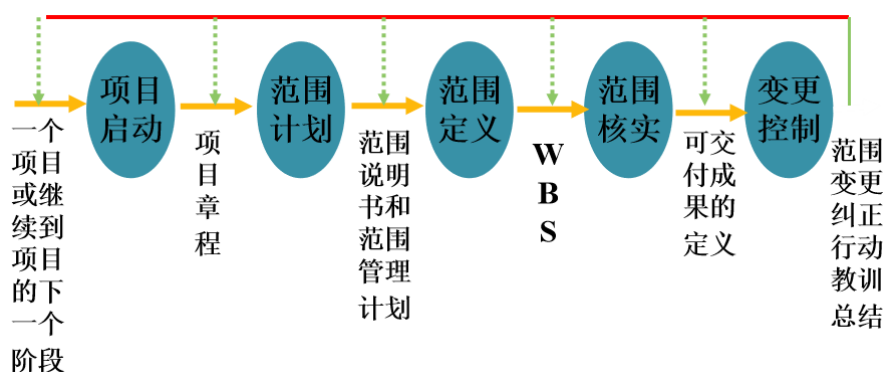 项目
启动
范围
计划
范围
定义
范围
核实
变更
控制
一个
项目
或继
续到
项目
的下
一个
阶段
项
目
章
程
范围
说明
书和
范围
管理
计划
W
B
S
可交
付成
果的
定义
范围
变更
纠正
行动
教训
总结